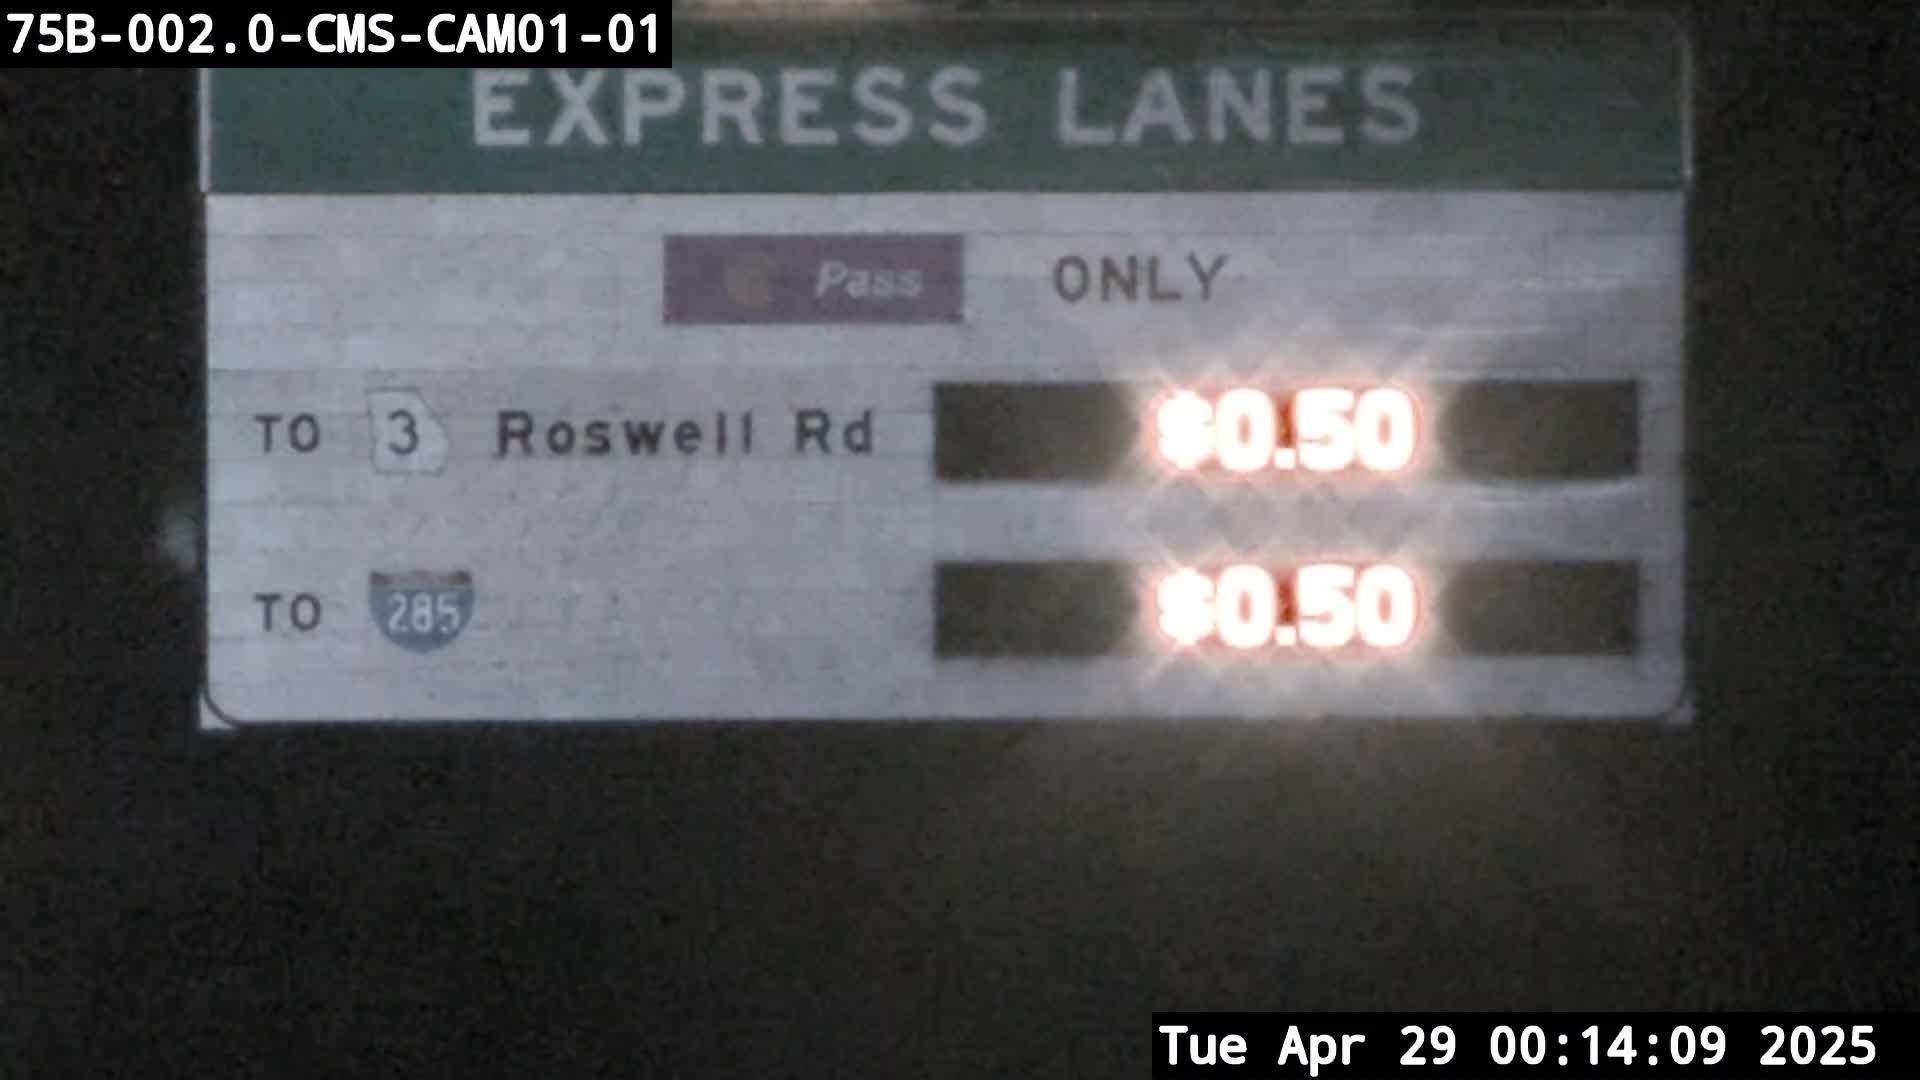 75B-002.0-CMS-CAM01-01
EXPRESS LANES
Pass ONLY
TO 3 Roswell Rd $0.50
TO 285 $0.50
Tue Apr 29 00:14:09 2025